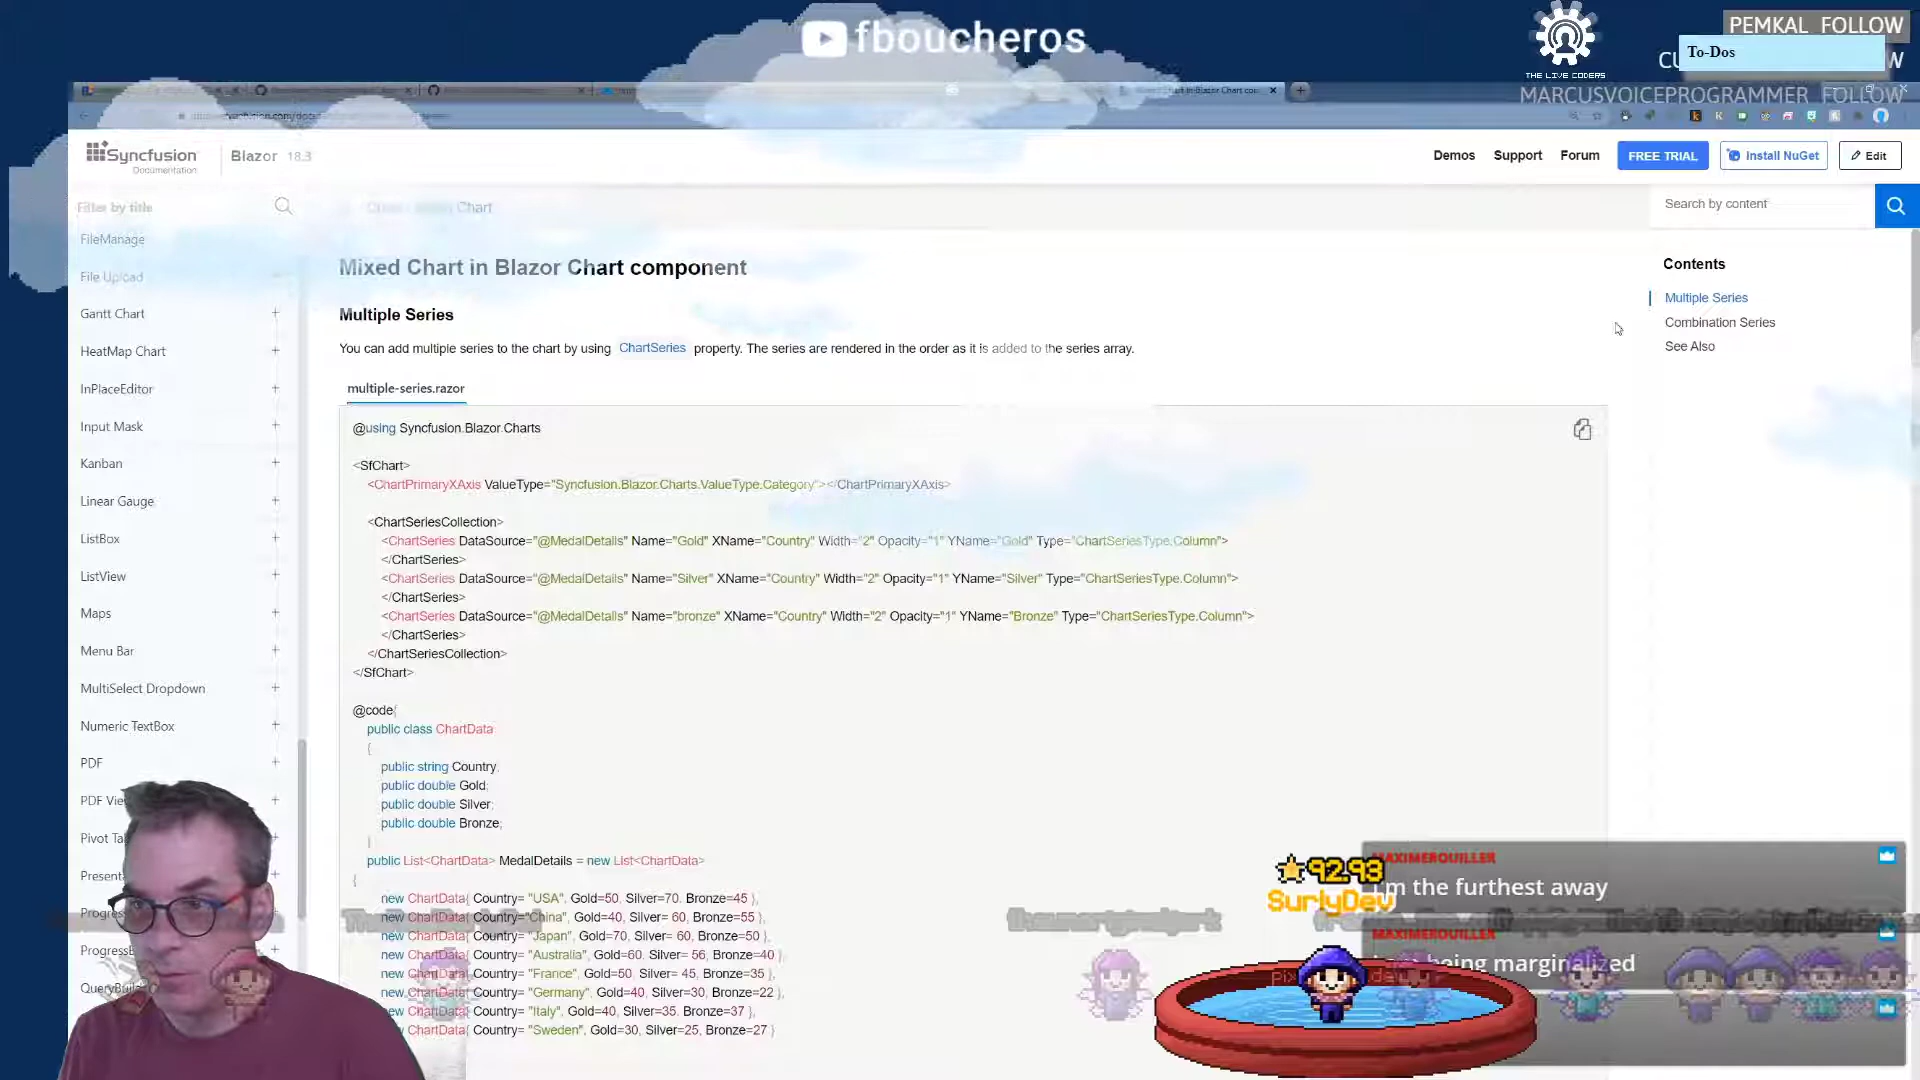 fboucheros
THE LIVE CODERS
PEMKAL_FOLLOW
To-Dos
MARCUSVOICEPROGRAMMER_FOLLOW
Syncfusion
Documentation
Blazor 18.3
Demos
Support
Forum
FREE TRIAL
Install NuGet
Edit
Filter by title
Chart
Search by content
FileManage
File Upload
Gantt Chart
HeatMap Chart
InPlaceEditor
Input Mask
Kanban
Linear Gauge
ListBox
ListView
Maps
Menu Bar
MultiSelect Dropdown
Numeric TextBox
PDF
Mixed Chart in Blazor Chart component
Multiple Series
You can add multiple series to the chart by using ChartSeries property. The series are rendered in the order as it is added to the series array.
multiple-series.razor
@using Syncfusion.Blazor.Charts
<SfChart>
<ChartPrimaryXAxis ValueType="Syncfusion.Blazor.Charts.ValueType.Category"></ChartPrimaryXAxis>
<ChartSeriesCollection>
<ChartSeries DataSource="@MedalDetails" Name="Gold" XName="Country" Width="2" Opacity="1" YName="Gold" Type="ChartSeriesType.Column">
</ChartSeries>
<ChartSeries DataSource="@MedalDetails" Name="Silver" XName="Country" Width="2" Opacity="1" YName="Silver" Type="ChartSeriesType.Column">
</ChartSeries>
<ChartSeries DataSource="@MedalDetails" Name="bronze" XName="Country" Width="2" Opacity="1" YName="Bronze" Type="ChartSeriesType.Column">
</ChartSeries>
</ChartSeriesCollection>
</SfChart>
@code{
public class ChartData
{
public string Country;
public double Gold;
public double Silver;
public double Bronze;
}
public List<ChartData> MedalDetails = new List<ChartData>
{
new ChartData{ Country= "USA", Gold=50, Silver=70, Bronze=45 },
new ChartData{ Country="China", Gold=40, Silver= 60, Bronze=55 },
new ChartData{ Country= "Japan", Gold=70, Silver= 60, Bronze=50 },
new ChartData{ Country= "Australia", Gold=60, Silver= 56, Bronze=40 },
new ChartData{ Country= "France", Gold=50, Silver= 45, Bronze=35 },
new ChartData{ Country= "Germany", Gold=40, Silver=30, Bronze=22 },
new ChartData{ Country= "Italy", Gold=40, Silver=35, Bronze=37 },
ChartData{ Country= "Sweden", Gold=30, Silver=25, Bronze=27 }
Contents
Multiple Series
Combination Series
See Also
92.93
SurlyDev
MAXIMEROUILLER
I'm the furthest away
MAXIMEROUILLER
being marginalized